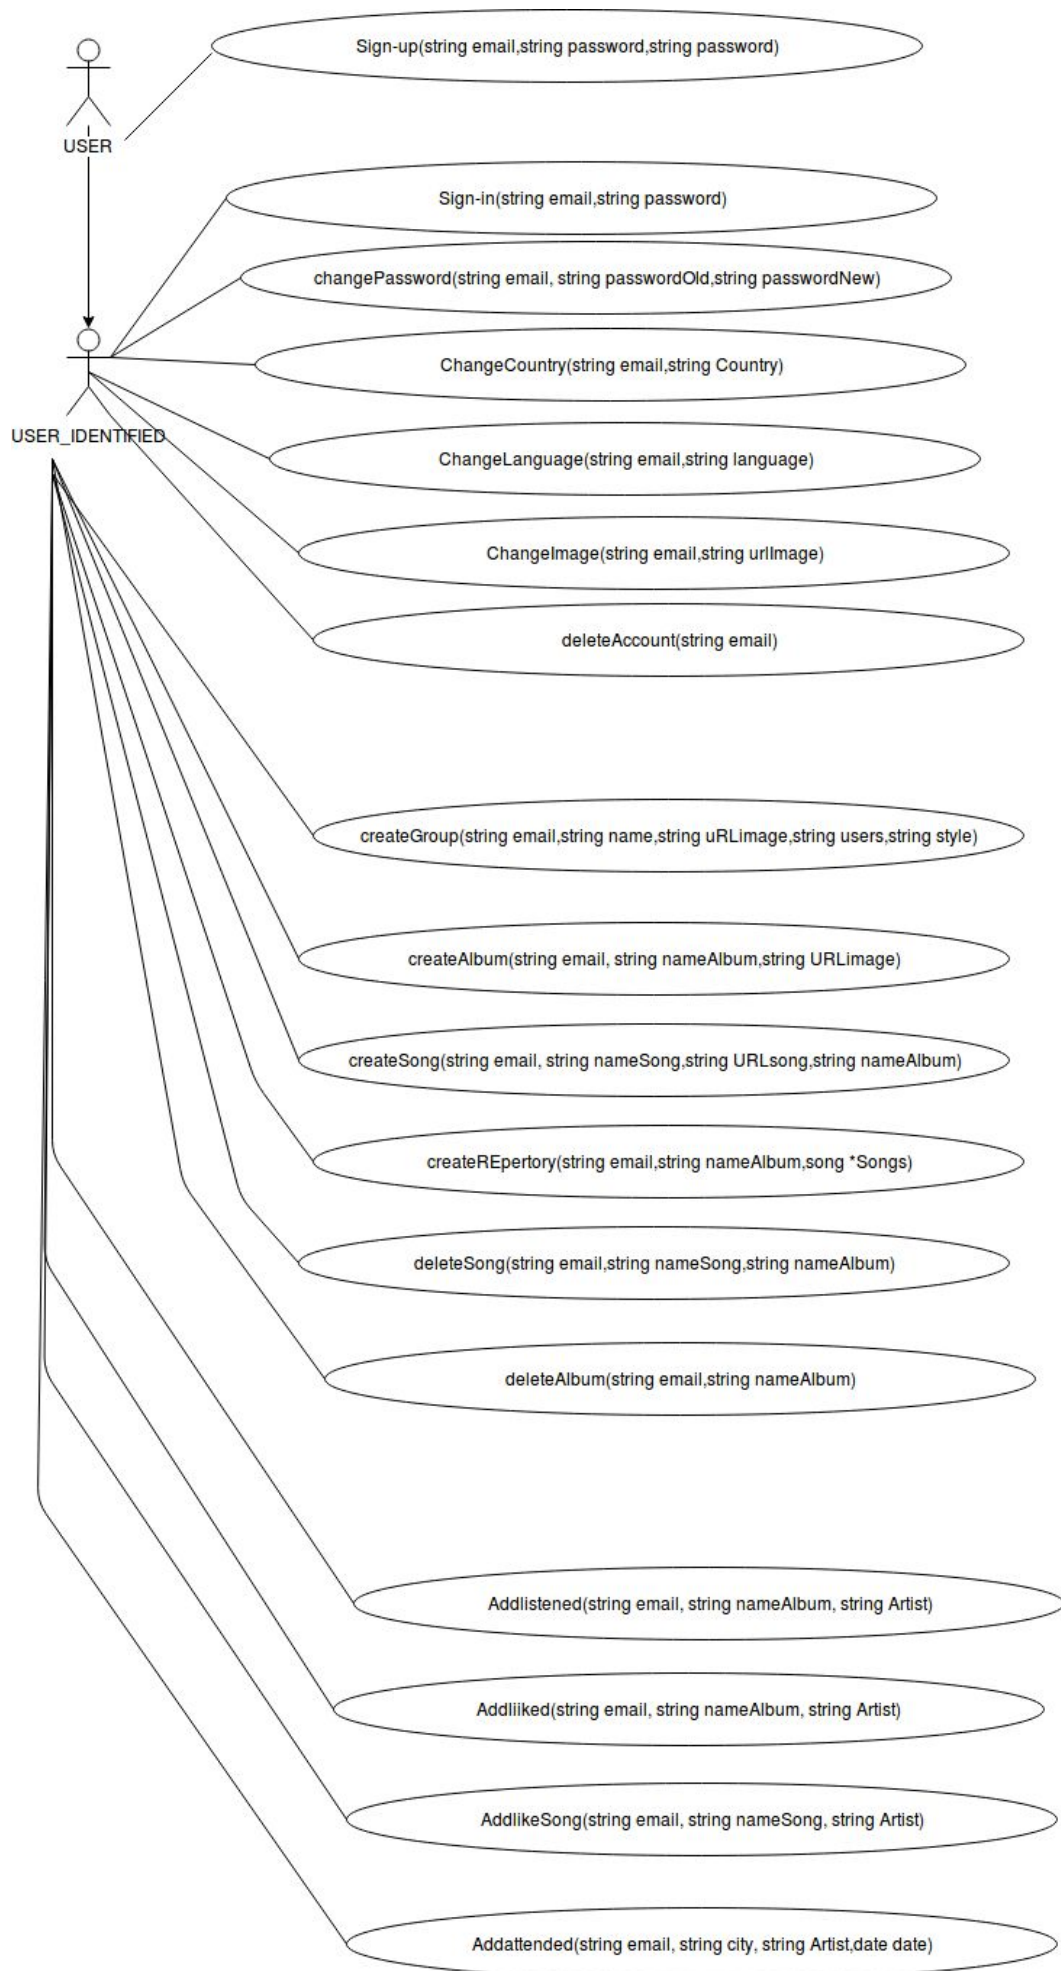 Sign-up(string email,string password,string password)
USER
Sign-in(string email,string password)
changePassword(string email, string passwordOld,string passwordNew)
ChangeCountry(string email,string Country)
USER_IDENTIFIED
ChangeLanguage(string email,string language)
ChangeImage(string email,string urlImage)
deleteAccount(string email)
createGroup(string email,string name,string uRLimage,string users,string style)
createAlbum(string email, string nameAlbum,string URLimage)
createSong(string email, string nameSong,string URLsong,string nameAlbum)
createREpertory(string email,string nameAlbum,song *Songs)
deleteSong(string email,string nameSong,string nameAlbum)
deleteAlbum(string email,string nameAlbum)
Addlistened(string email, string nameAlbum, string Artist)
Addliiked(string email, string nameAlbum, string Artist)
AddlikeSong(string email, string nameSong, string Artist)
Addattended(string email, string city, string Artist,date date)